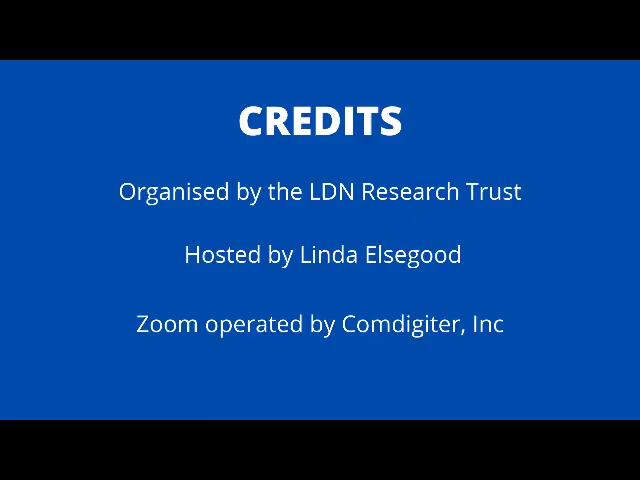 CREDITS
Organised by the LDN Research Trust
Hosted by Linda Elsegood
Zoom operated by Comdigiter, Inc